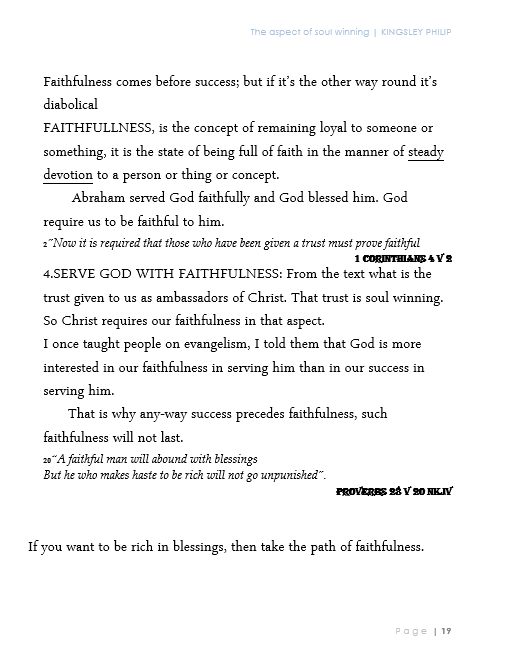 The aspect of soul winning | KINGSLEY PHILIP
Faithfulness comes before success; but if it's the other way round it's
diabolical
FAITHFULLNESS, is the concept of remaining loyal to someone or
something, it is the state of being full of faith in the manner of steady
devotion to a person or thing or concept.
Abraham served God faithfully and God blessed him. God
require us to be faithful to him.
2"Now it is required that those who have been given a trust must prove faithful
1 CORINTHIANS 4 V 2
4.SERVE GOD WITH FAITHFULNESS: From the text what is the
trust given to us as ambassadors of Christ. That trust is soul winning.
So Christ requires our faithfulness in that aspect.
I once taught people on evangelism, I told them that God is more
interested in our faithfulness in serving him than in our success in
serving him.
That is why any-way success precedes faithfulness, such
faithfulness will not last.
20"A faithful man will abound with blessings
But he who makes haste to be rich will not go unpunished".
PROVERBS 28 V 20 NKJV
If you want to be rich in blessings, then take the path of faithfulness.
Page | 19